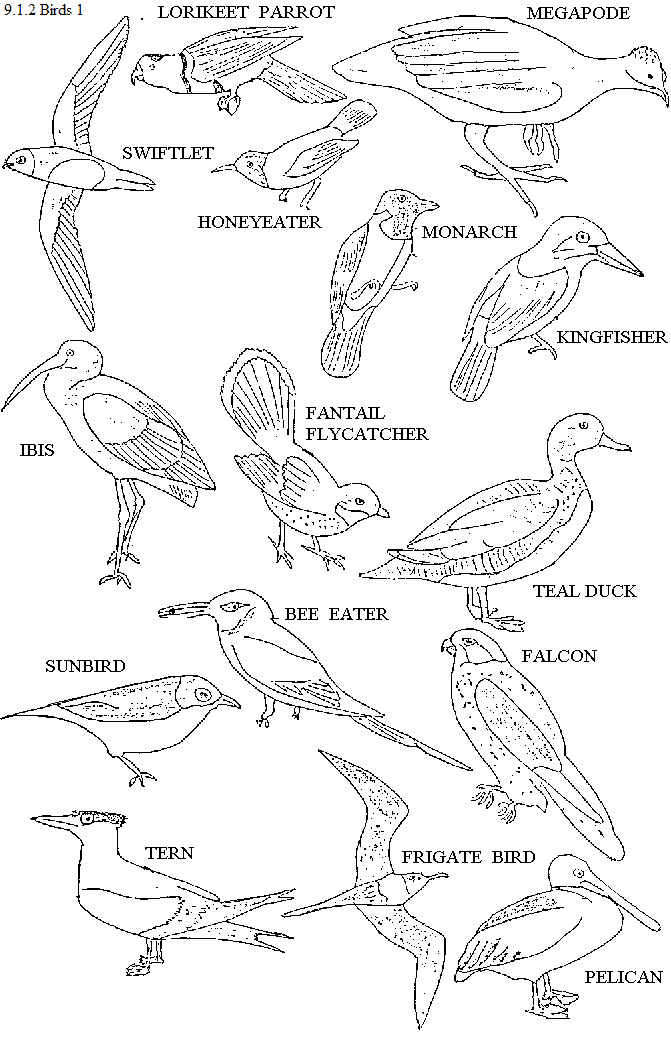 9.1.2 Birds 1
LORIKEET PARROT
MEGAPODE
SWIFTLET
HONEYEATER
MONARCH
KINGFISHER
IBIS
FANTAIL
FLYCATCHER
TEAL DUCK
BEE EATER
SUNBIRD
FALCON
TERN
FRIGATE BIRD
PELICAN